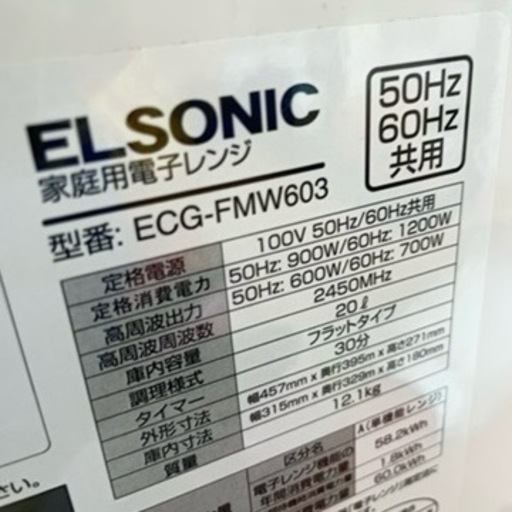 ELSONIC
50Hz
60Hz
共用
家庭用電子レンジ
型番: ECG-FMW603
定格電源 100V 50Hz/60Hz共用
定格消費電力 50Hz: 900W/60Hz: 1200W
高周波出力 50Hz: 600W/60Hz: 700W
高周波周波数 2450MHz
庫内容量 20ℓ
調理様式 フラットタイプ
タイマー 30分
外形寸法 幅457mm x 奥行395m x 高さ271mm
庫内寸法 幅315mm x 奥行329m x 高さ180mm
質量 12.1kg
区分名 A(単機能レンジ)
電子レンジ機能の
年間消費電力量 58.2kWh
1.8kWh
60.0kWh
さい。